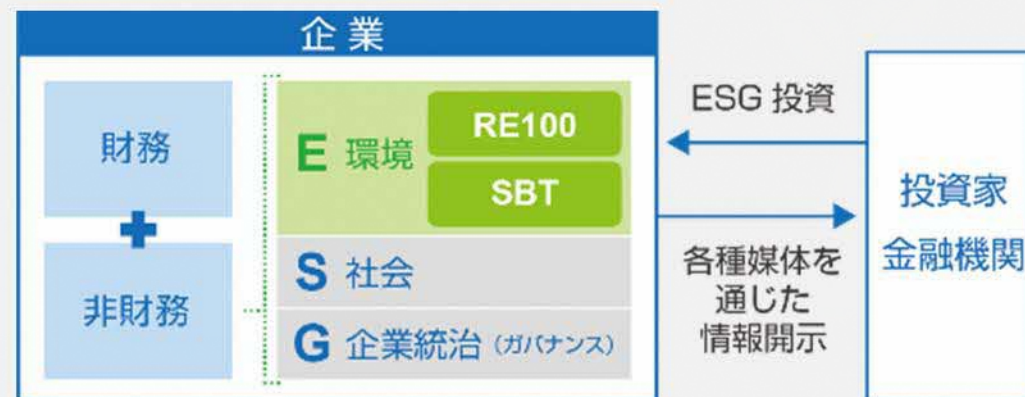 企業
財務
非財務
E 環境
RE100
SBT
S 社会
G 企業統治（ガバナンス）
ESG 投資
各種媒体を
通じた
情報開示
投資家
金融機関